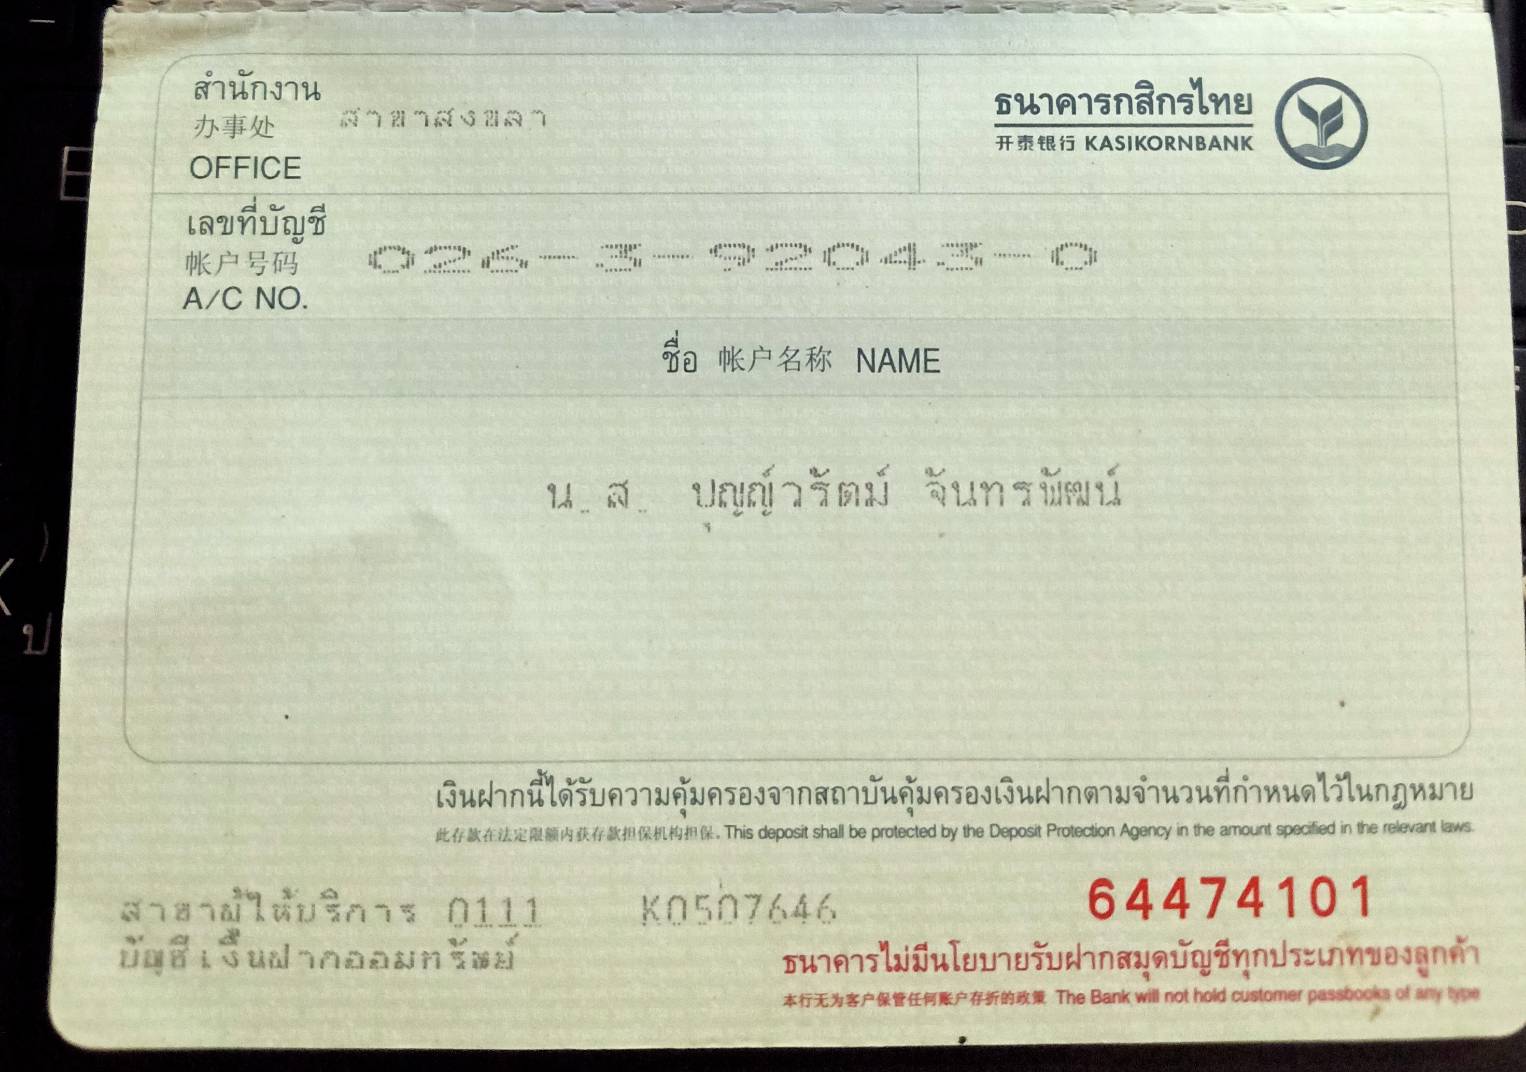 สำนักงาน
办事处
OFFICE
สาขาสงขลา
ธนาคารกสิกรไทย
开泰银行 KASIKORNBANK
เลขที่บัญชี
帐户号码
A/C NO.
026-3-92043-0
ชื่อ 帐户名称 NAME
น.ส. ปุญญ์วรัตม์ จันทรพัฒน์
เงินฝากนี้ได้รับความคุ้มครองจากสถาบันคุ้มครองเงินฝากตามจำนวนที่กำหนดไว้ในกฎหมาย
此存款在法定限额内获存款担保机构担保. This deposit shall be protected by the Deposit Protection Agency in the amount specified in the relevant laws.
สาขาผู้ให้บริการ 0111 K0507646
64474101
บัญชีเงินฝากออมทรัพย์
ธนาคารไม่มีนโยบายรับฝากสมุดบัญชีทุกประเภทของลูกค้า
本行无为客户保管任何账户存折的政策 The Bank will not hold customer passbooks of any type